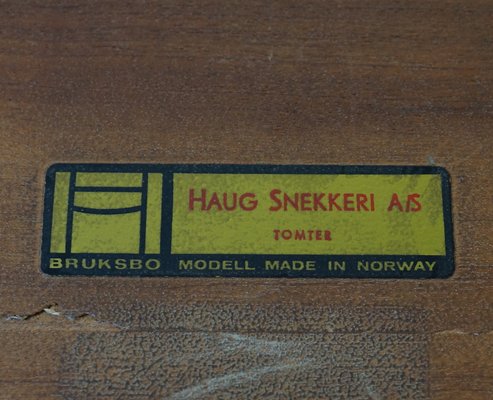 HAUG SNEKKERI A/S
TOMTER
BRUKSBO MODELL MADE IN NORWAY